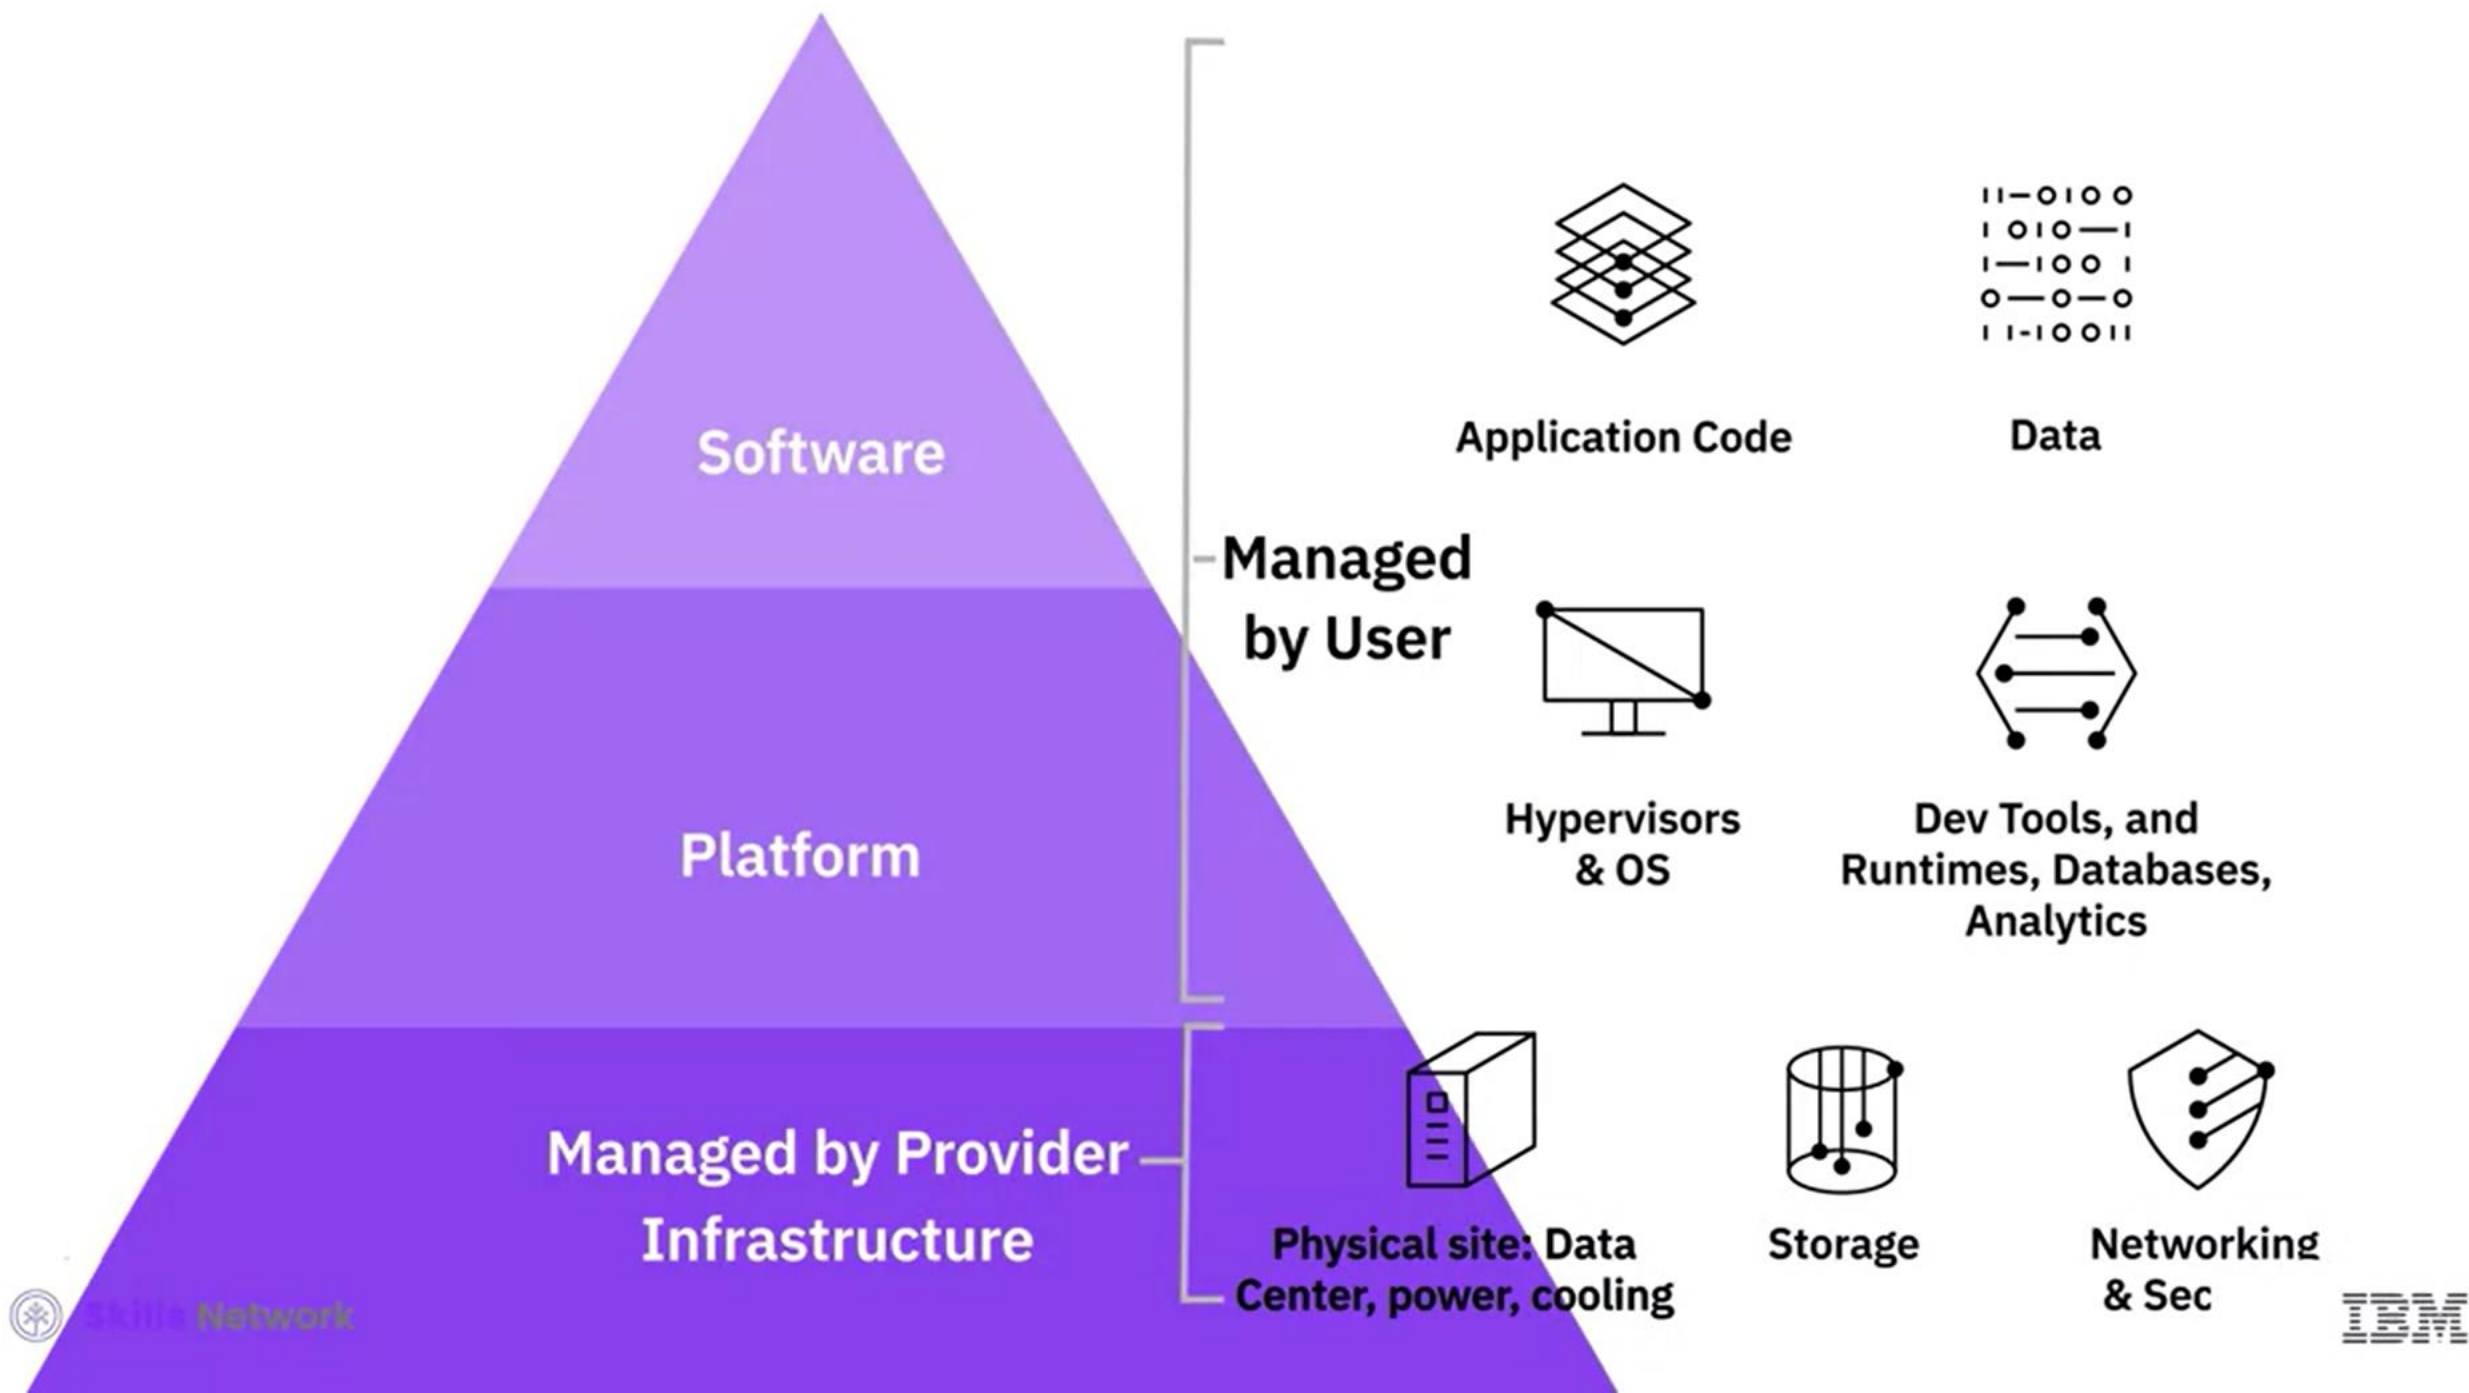 Software
Application Code
Data
Managed
by User
Platform
Hypervisors
& OS
Dev Tools, and
Runtimes, Databases,
Analytics
Managed by Provider
Infrastructure
Physical site: Data
Center, power, cooling
Storage
Networking
& Sec
Skills Network
IBM